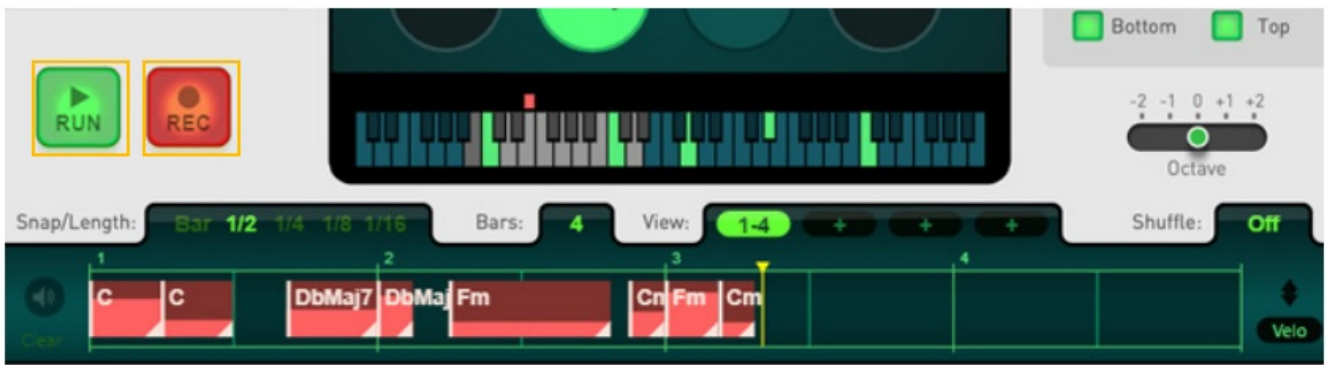 Bottom Top
RUN REC
-2 -1 0 +1 +2
Octave
Snap/Length: Bar 1/2 1/4 1/8 1/16 Bars: 4 View: 1-4 + + + Shuffle: Off
1 2 3 4
C C DbMaj7 DbMaj Fm Cm Fm Cm
Clear Velo